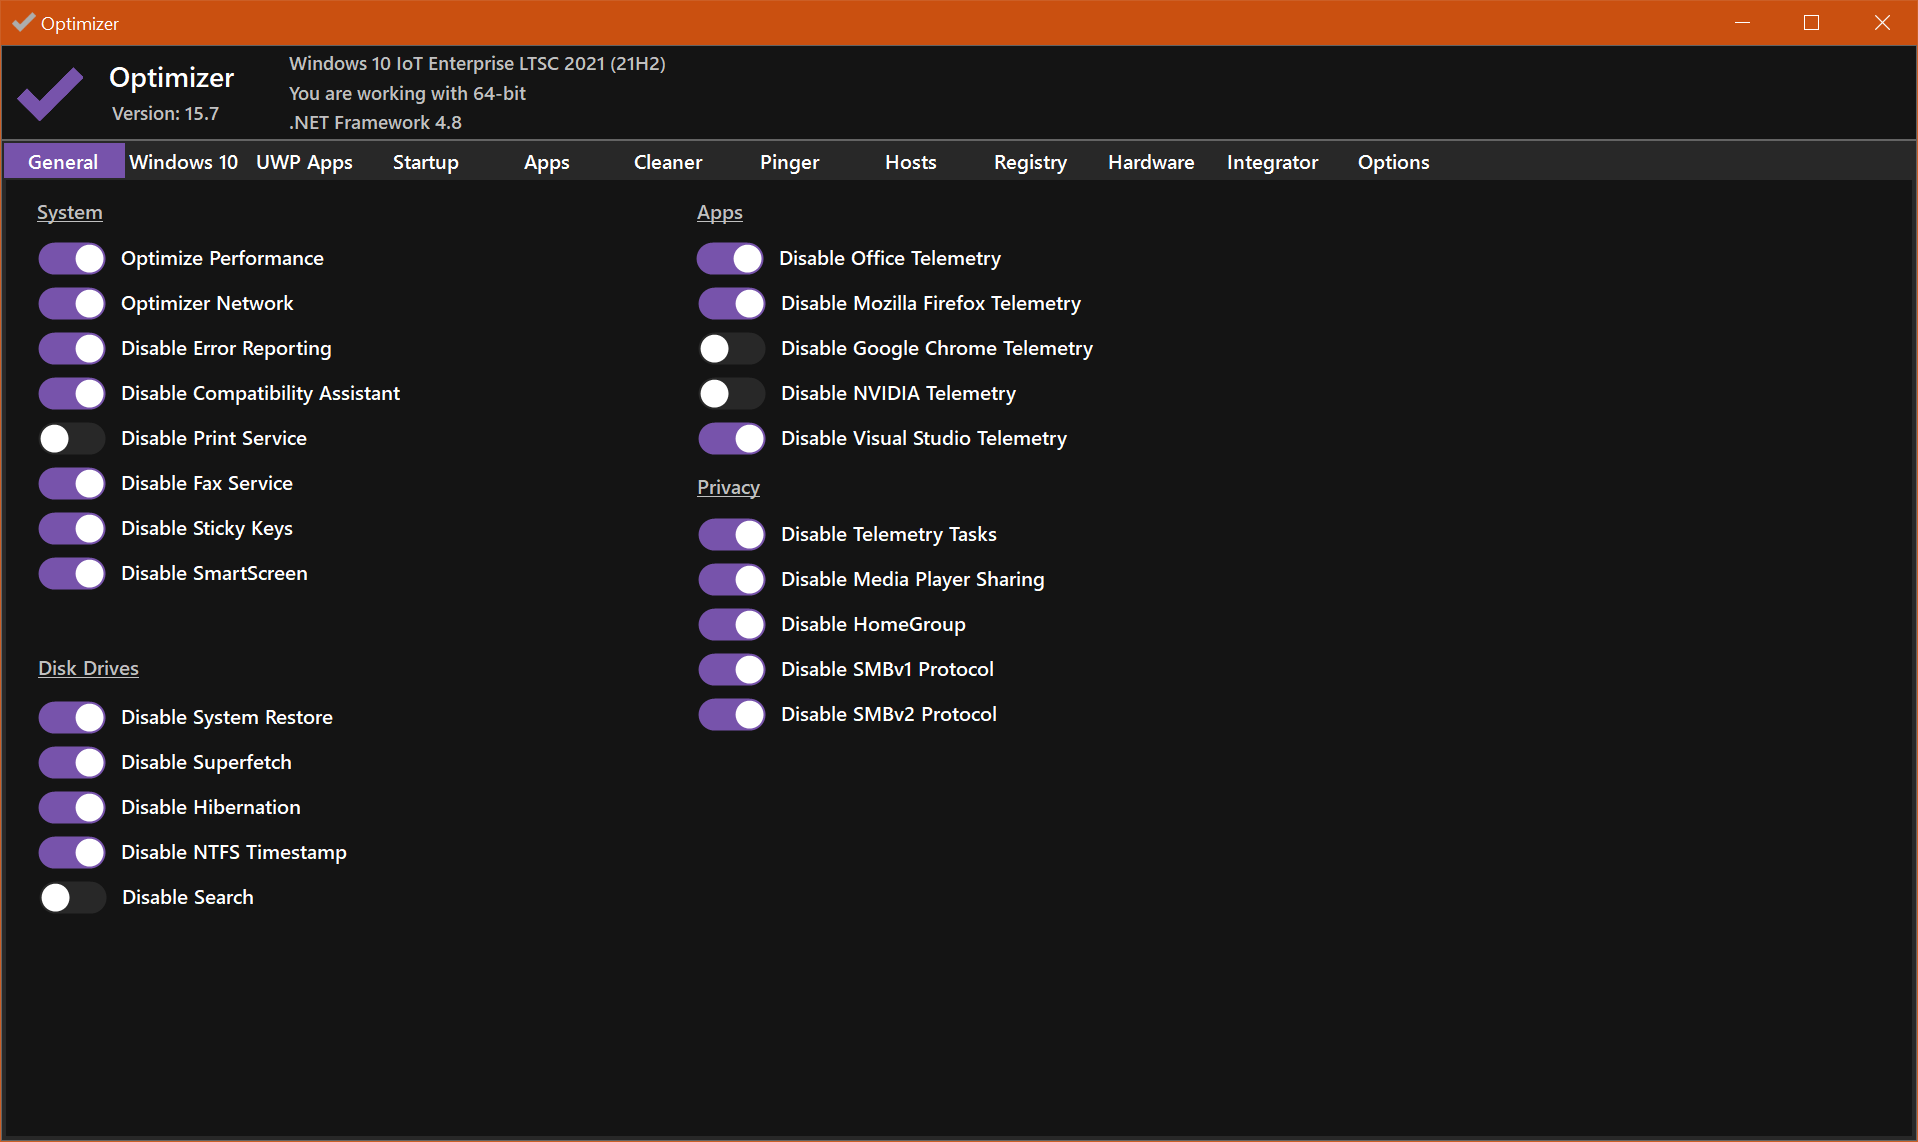 Optimizer
Optimizer
Version: 15.7
Windows 10 IoT Enterprise LTSC 2021 (21H2)
You are working with 64-bit
.NET Framework 4.8
General Windows 10 UWP Apps Startup Apps Cleaner Pinger Hosts Registry Hardware Integrator Options
System
Optimize Performance
Optimizer Network
Disable Error Reporting
Disable Compatibility Assistant
Disable Print Service
Disable Fax Service
Disable Sticky Keys
Disable SmartScreen
Disk Drives
Disable System Restore
Disable Superfetch
Disable Hibernation
Disable NTFS Timestamp
Disable Search
Apps
Disable Office Telemetry
Disable Mozilla Firefox Telemetry
Disable Google Chrome Telemetry
Disable NVIDIA Telemetry
Disable Visual Studio Telemetry
Privacy
Disable Telemetry Tasks
Disable Media Player Sharing
Disable HomeGroup
Disable SMBv1 Protocol
Disable SMBv2 Protocol